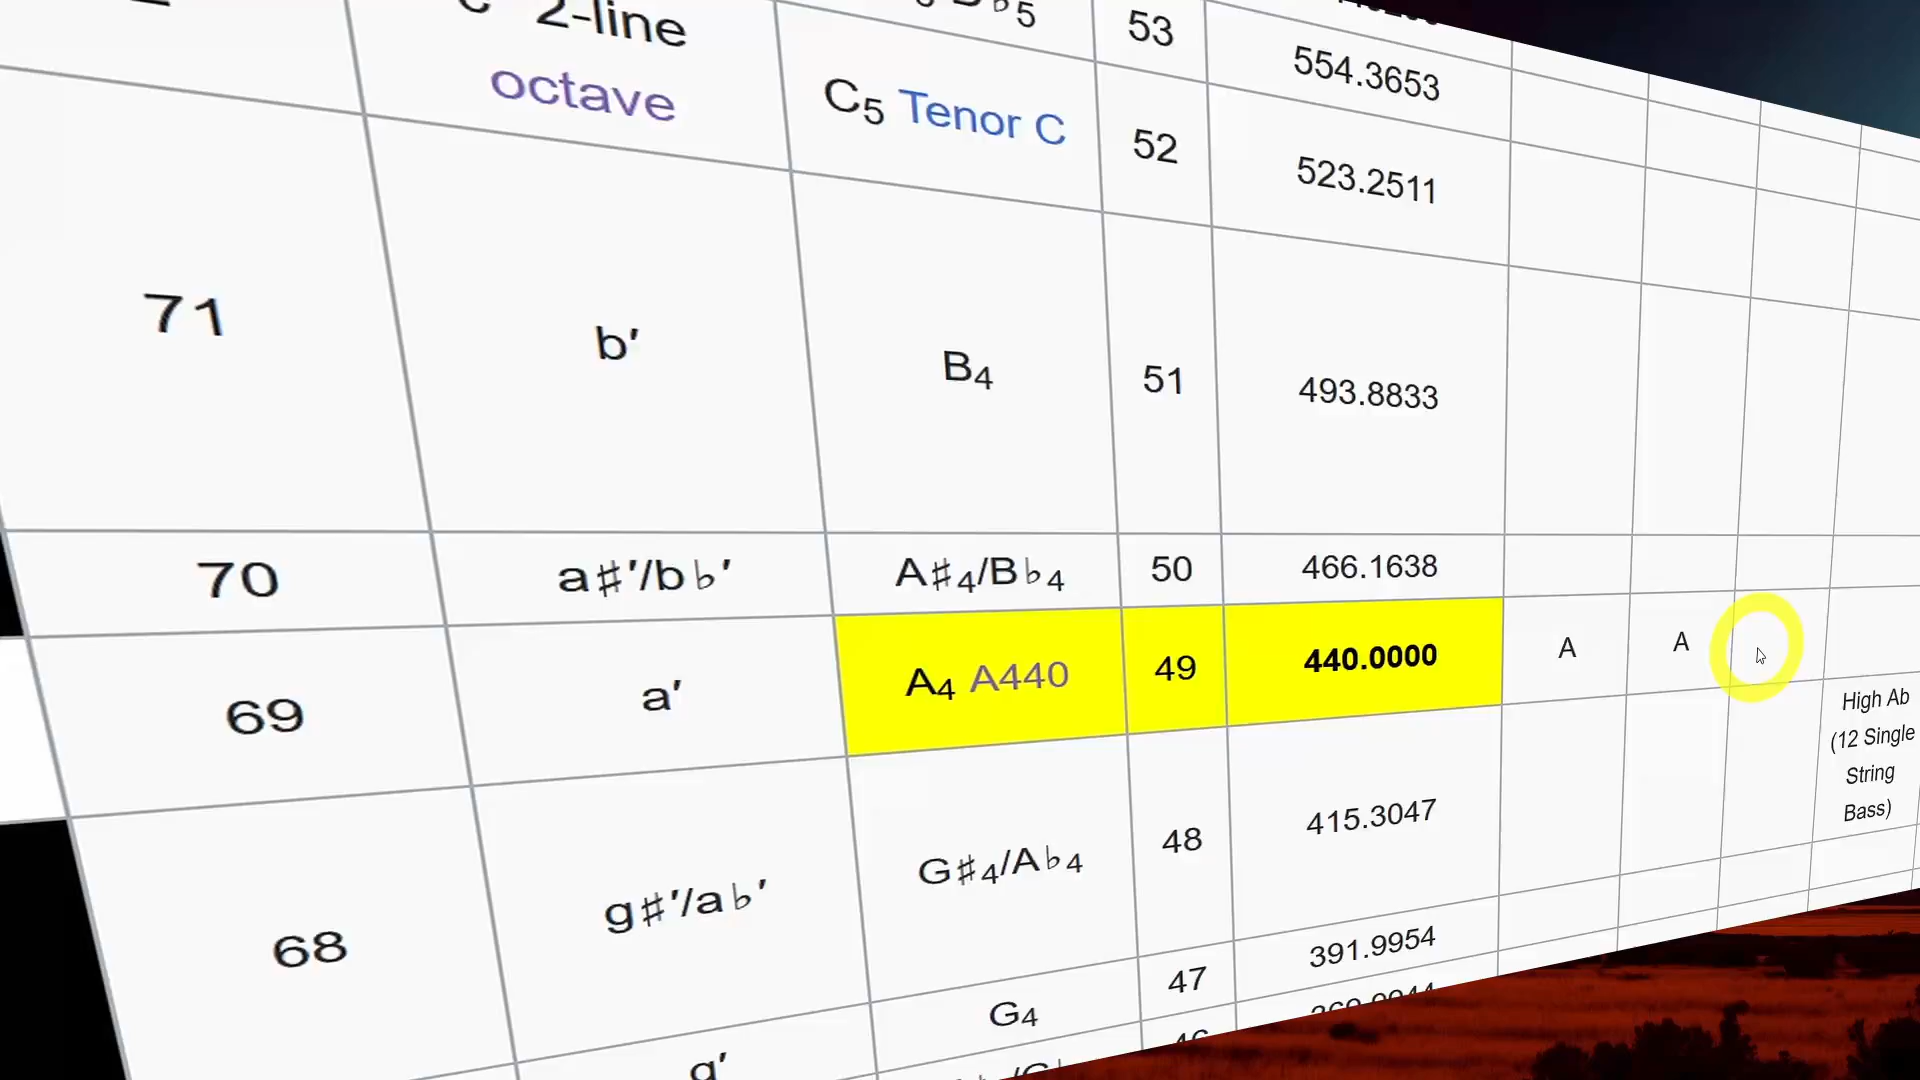 53
554.3653
c″ 2-line
octave
C5 Tenor C
52
523.2511
71
b′
B4
51
493.8833
70
a♯′/b♭′
A♯4/B♭4
50
466.1638
69
a′
A4 A440
49
440.0000
A
A
High Ab
(12 Single
String
Bass)
68
g♯′/a♭′
G♯4/A♭4
48
415.3047
G4
47
391.9954
g′
46